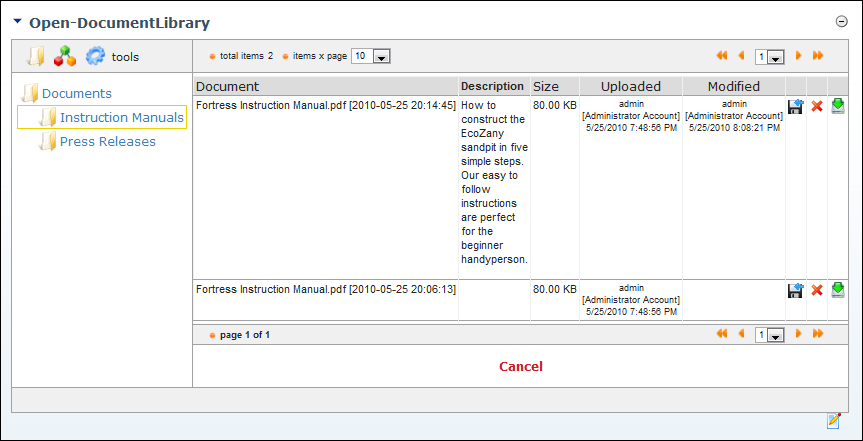 Open-DocumentLibrary
tools
total items 2 items x page 10 1
Documents
Instruction Manuals
Press Releases
Document Description Size Uploaded Modified
Fortress Instruction Manual.pdf [2010-05-25 20:14:45]
How to
construct the
EcoZany
sandpit in five
simple steps.
Our easy to
follow
instructions
are perfect
for the
beginner
handyperson.
80.00 KB
admin
[Administrator Account]
5/25/2010 7:48:56 PM
admin
[Administrator Account]
5/25/2010 8:08:21 PM
Fortress Instruction Manual.pdf [2010-05-25 20:06:13]
80.00 KB
admin
[Administrator Account]
5/25/2010 7:48:56 PM
page 1 of 1 1
Cancel